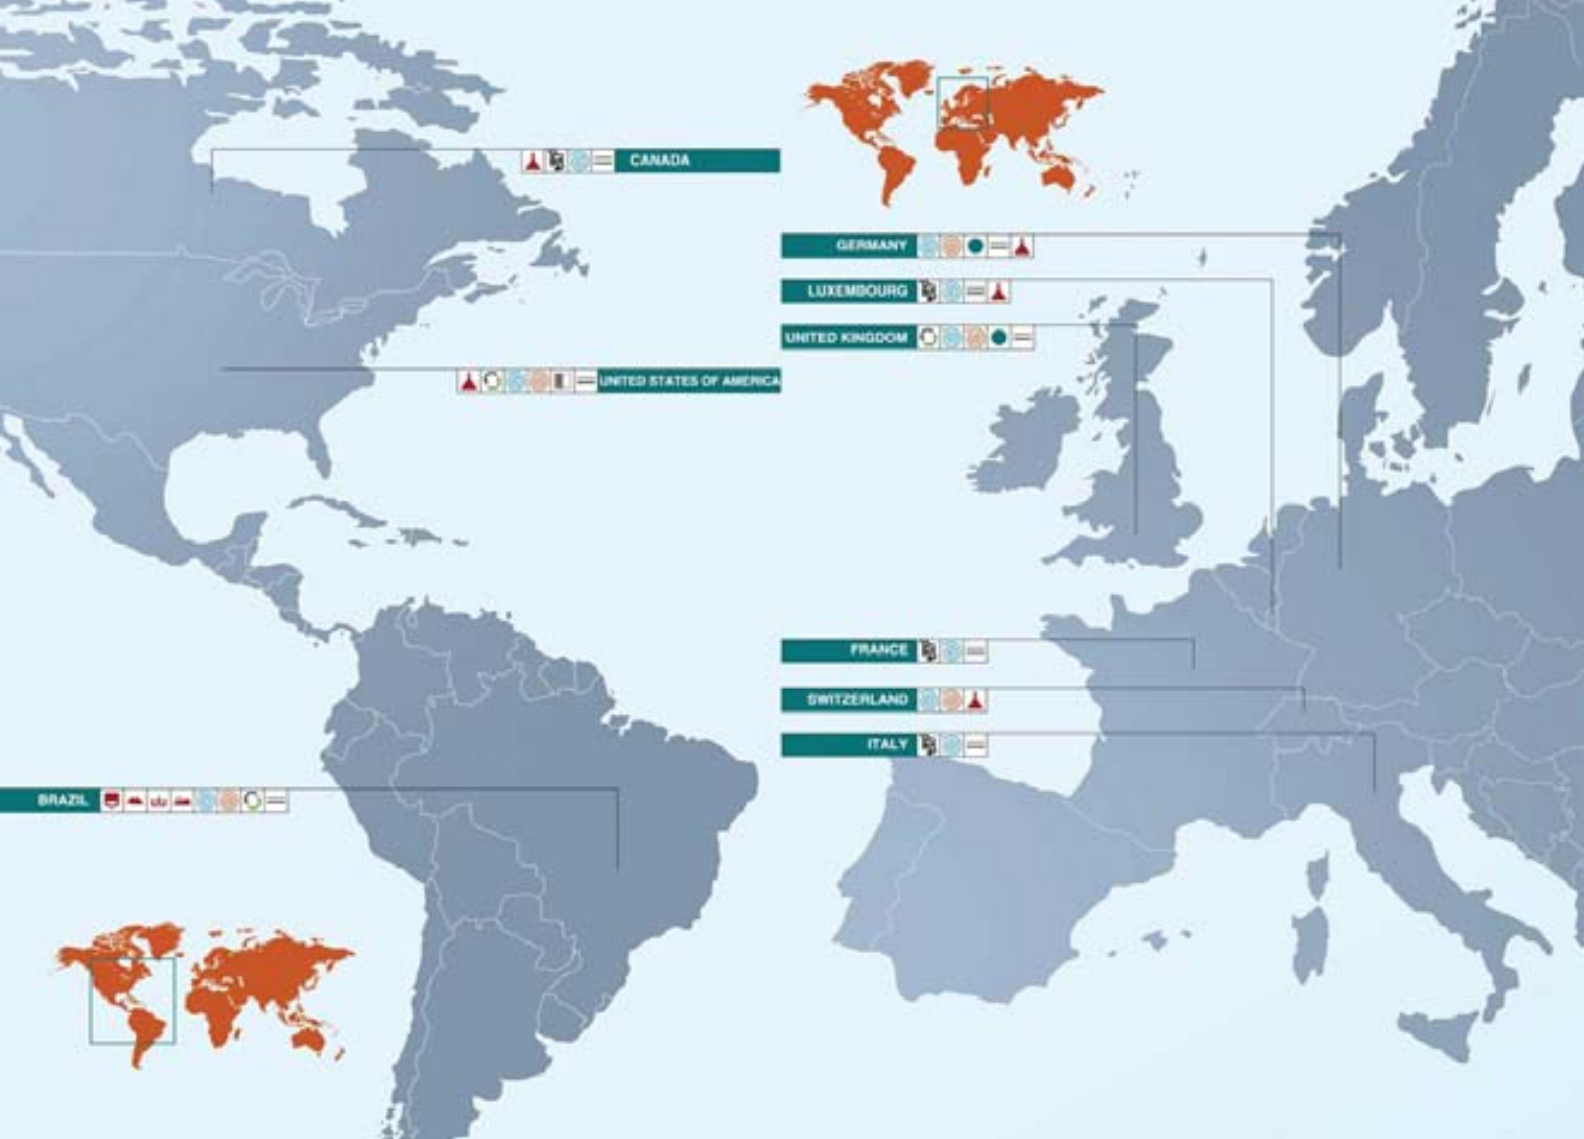 CANADA
GERMANY
LUXEMBOURG
UNITED KINGDOM
UNITED STATES OF AMERICA
FRANCE
SWITZERLAND
ITALY
BRAZIL